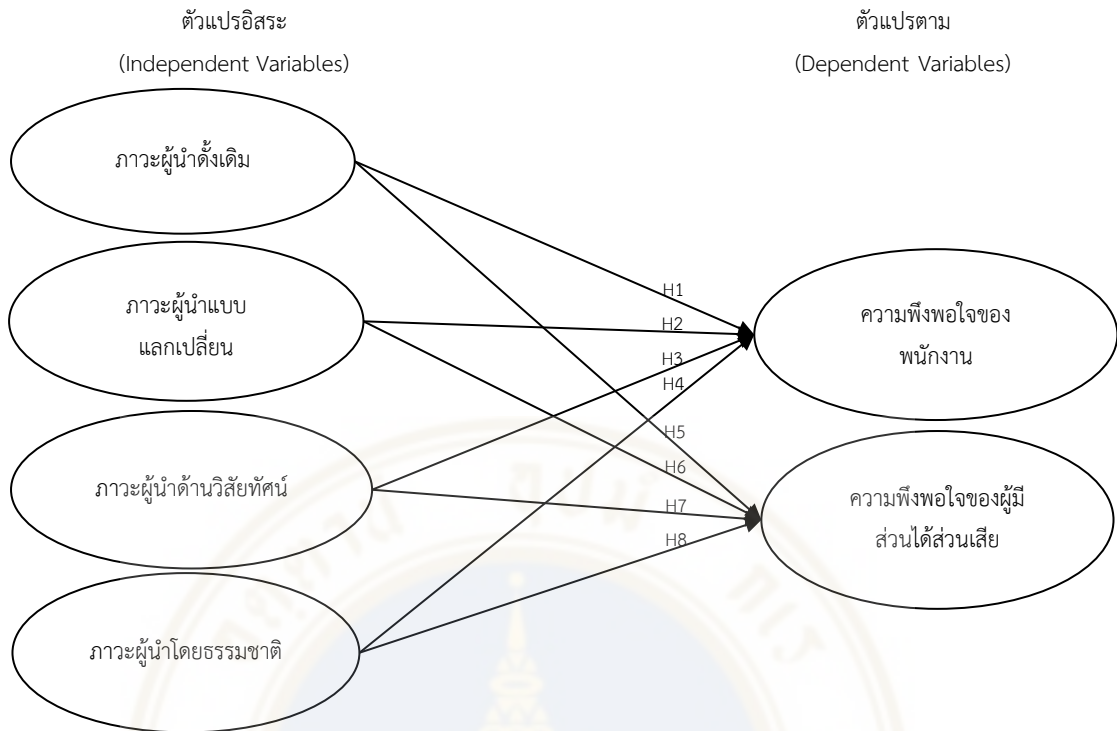 ตัวแปรอิสระ
(Independent Variables)
ตัวแปรตาม
(Dependent Variables)
ภาวะผู้นำดั้งเดิม
ภาวะผู้นำแบบ
แลกเปลี่ยน
ภาวะผู้นำด้านวิสัยทัศน์
ภาวะผู้นำโดยธรรมชาติ
H1
H2
H3
H4
H5
H6
H7
H8
ความพึงพอใจของ
พนักงาน
ความพึงพอใจของผู้มี
ส่วนได้ส่วนเสีย